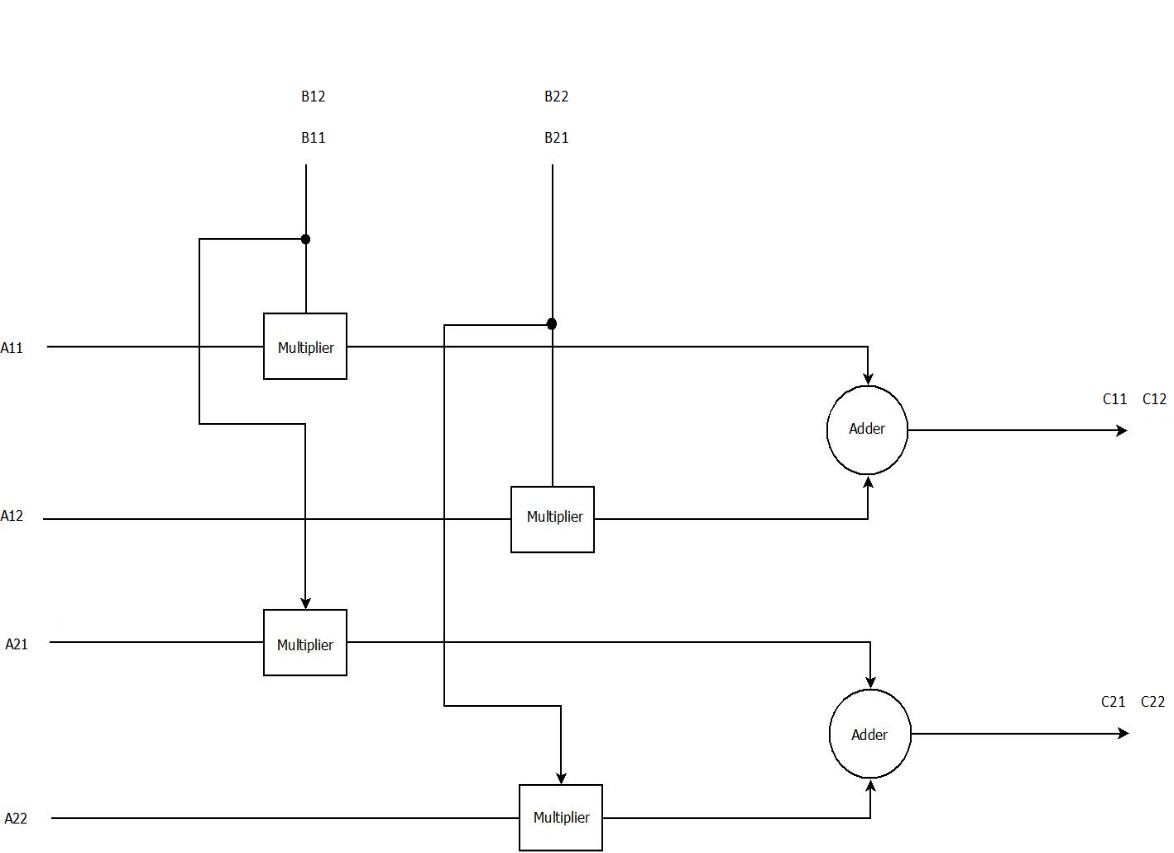 B12 B22
B11 B21
A11
Multiplier
C11 C12
Adder
A12
Multiplier
A21
Multiplier
C21 C22
Adder
A22
Multiplier